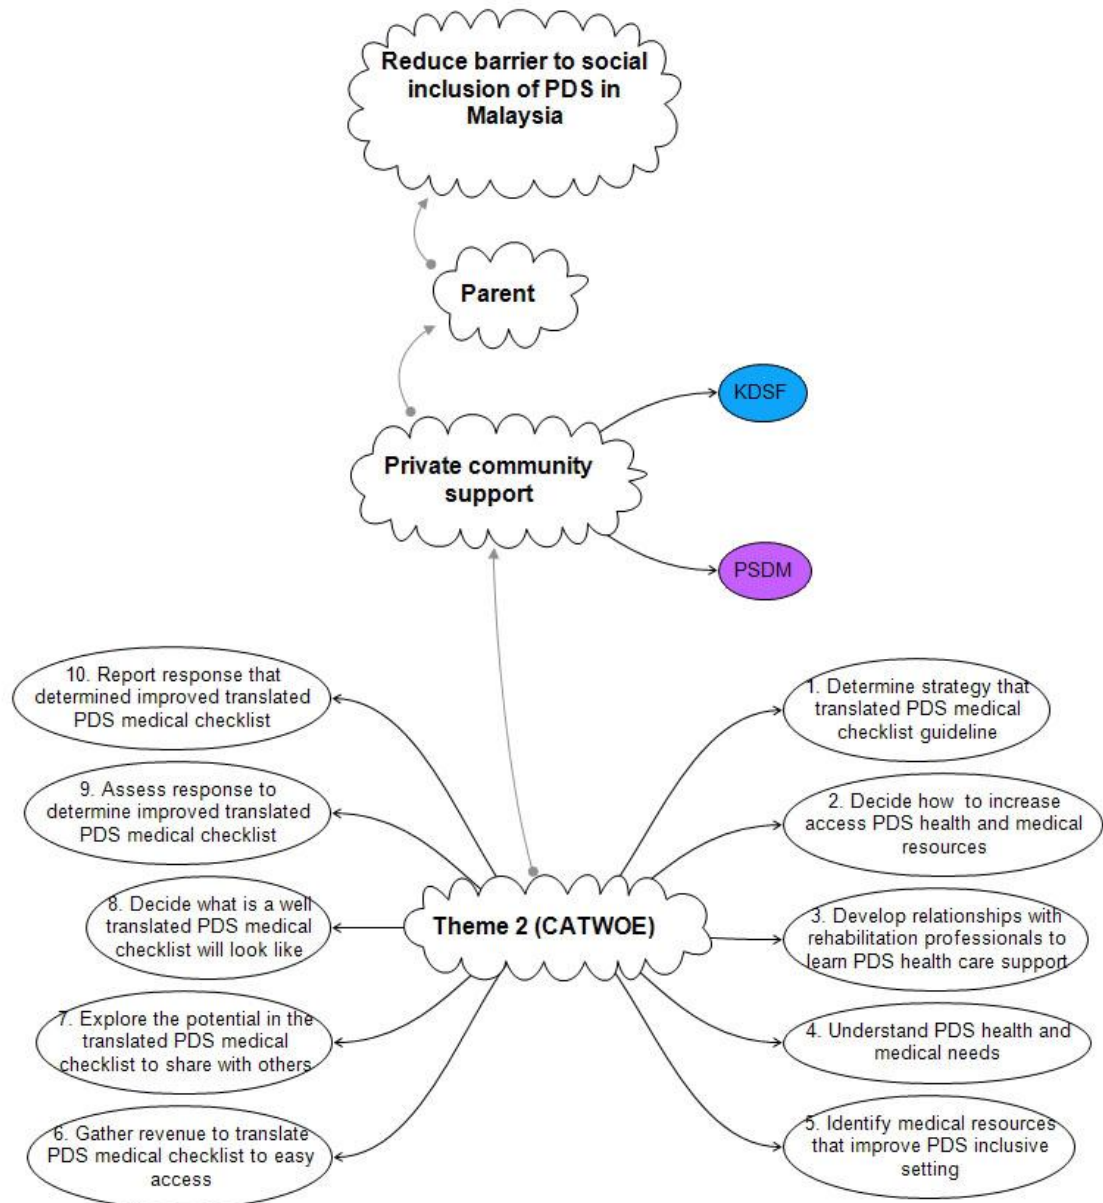 Reduce barrier to social
inclusion of PDS in
Malaysia
Parent
KDSF
Private community
support
PSDM
10. Report response that
determined improved translated
PDS medical checklist
1. Determine strategy that
translated PDS medical
checklist guideline
9. Assess response to
determine improved translated
PDS medical checklist
2. Decide how  to increase
access PDS health and medical
resources
8. Decide what is a well
translated PDS medical
checklist will look like
Theme 2 (CATWOE)
3. Develop relationships with
rehabilitation professionals to
learn PDS health care support
7. Explore the potential in the
translated PDS medical
checklist to share with others
4. Understand PDS health and
medical needs
6. Gather revenue to translate
PDS medical checklist to easy
access
5. Identify medical resources
that improve PDS inclusive
setting